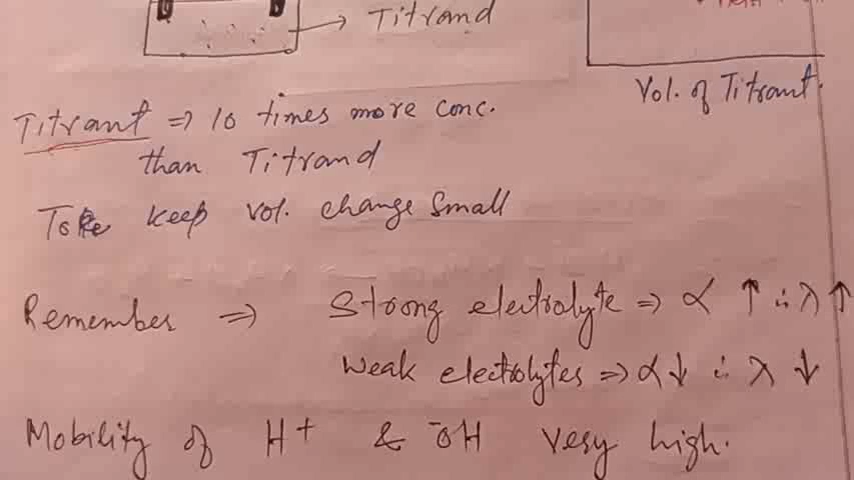 → Titrand
Vol. of Titrant.
Titrant ⇒ 10 times more conc.
than Titrand
To keep vol. change small
Remember ⇒ Strong electrolyte ⇒ α ↑ ∴ λ ↑
Weak electrolytes ⇒ α ↓ ∴ λ ↓
Mobility of H+ & -OH very high.